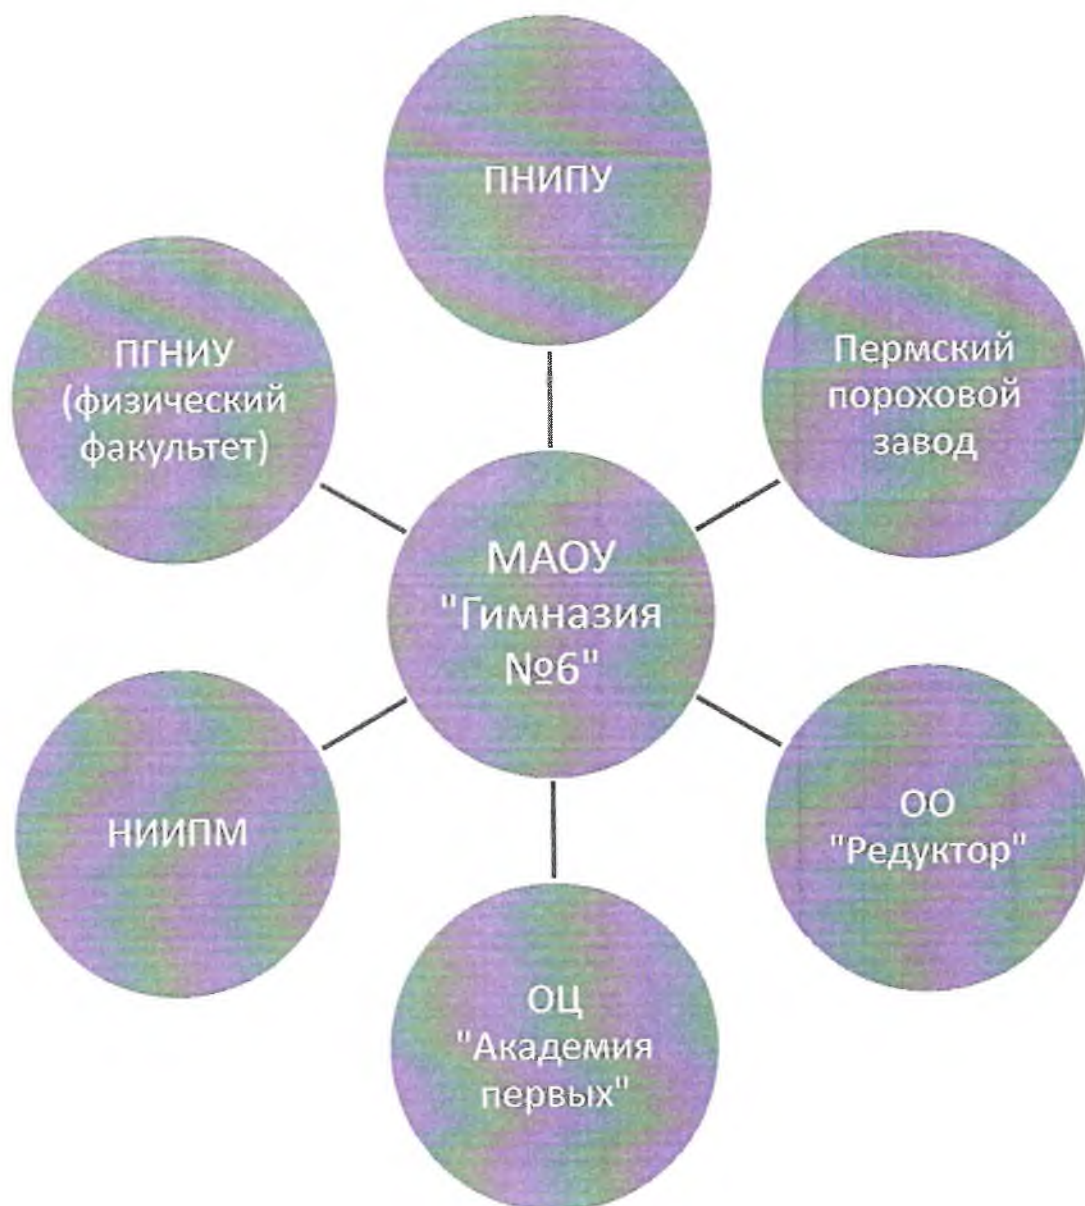 ПНИПУ
ПГНИУ
(физический
факультет)
Пермский
пороховой
завод
МАОУ
"Гимназия
№6"
НИИПМ
ОО
"Редуктор"
ОЦ
"Академия
первых"